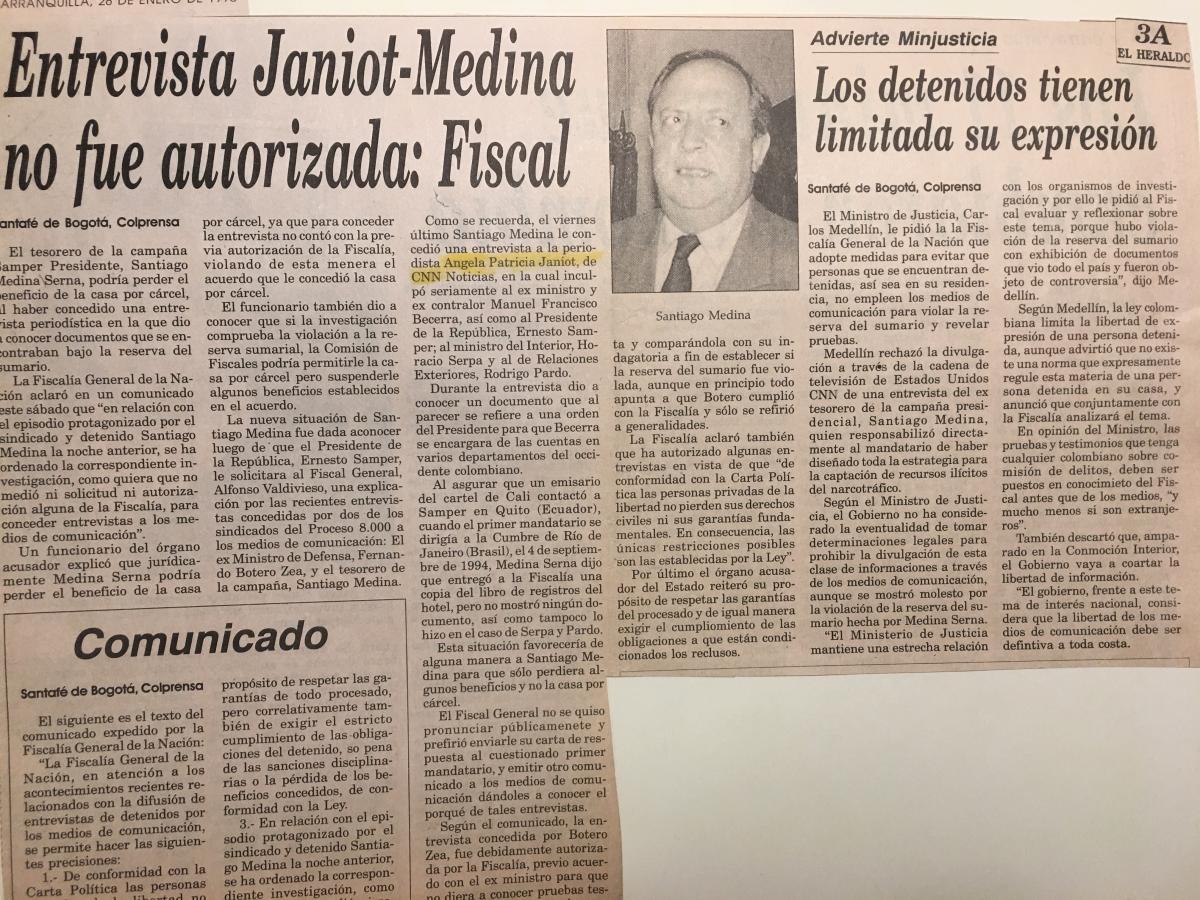 ARRANQUILLA, 28 DE ENERO DE
Entrevista Janiot-Medina
no fue autorizada: Fiscal
antafé de Bogotá, Colprensa
El tesorero de la campaña
Samper Presidente, Santiago
Medina Serna, podría perder el
beneficio de la casa por cárcel,
al haber concedido una entre-
vista periodística en la que dio
a conocer documentos que se en-
contraban bajo la reserva del
sumario.
La Fiscalía General de la Na-
ción aclaró en un comunicado
este sábado que "en relación con
el episodio protagonizado por el
sindicado y detenido Santiago
Medina la noche anterior, se ha
ordenado la correspondiente in-
vestigación, como quiera que no
medió ni solicitud ni autoriza-
ción alguna de la Fiscalía, para
conceder entrevistas a los me-
dios de comunicación".
Un funcionario del órgano
acusador explicó que jurídica-
mente Medina Serna podría
perder el beneficio de la casa
por cárcel, ya que para conceder
la entrevista no contó con la pre-
via autorización de la Fiscalía,
violando de esta manera el
acuerdo que le concedió la casa
por cárcel.
El funcionario también dio a
conocer que si la investigación
comprueba la violación a la re-
serva sumarial, la Comisión de
Fiscales podría permitirle la ca-
sa por cárcel pero suspenderle
algunos beneficios establecidos
en el acuerdo.
La nueva situación de San-
tiago Medina fue dada aconocer
luego de que el Presidente de
la República, Ernesto Samper,
le solicitara al Fiscal General,
Alfonso Valdivieso, una explica-
ción por las recientes entrevis-
tas concedidas por dos de los
sindicados del Proceso 8.000 a
los medios de comunicación: El
ex Ministro de Defensa, Fernan-
do Botero Zea, y el tesorero de
la campaña, Santiago Medina.
Como se recuerda, el viernes
último Santiago Medina le con-
cedió una entrevista a la perio-
dista Angela Patricia Janiot, de
CNN Noticias, en la cual incul-
pó seriamente al ex ministro y
ex contralor Manuel Francisco
Becerra, así como al Presidente
de la República, Ernesto Sam-
per; al ministro del Interior, Ho-
racio Serpa y al de Relaciones
Exteriores, Rodrigo Pardo.
Durante la entrevista dio a
conocer un documento que al
parecer se refiere a una orden
del Presidente para que Becerra
se encargara de las cuentas en
varios departamentos del occi-
dente colombiano.
Al asgurar que un emisario
del cartel de Cali contactó a
Samper en Quito (Ecuador),
cuando el primer mandatario se
dirigía a la Cumbre de Río de
Janeiro (Brasil), el 4 de septiem-
bre de 1994, Medina Serna dijo
que entregó a la Fiscalía una
copia del libro de registros del
hotel, pero no mostró ningún do-
cumento, así como tampoco lo
hizo en el caso de Serpa y Pardo.
Esta situación favorecería de
alguna manera a Santiago Me-
dina para que sólo perdiera al-
gunos beneficios y no la casa por
cárcel.
El Fiscal General no se quiso
pronunciar públicamenete y
prefirió enviarle su carta de res-
puesta al cuestionado primer
mandatario, y emitir otro comu-
nicado a los medios de comu-
nicación dándoles a conocer el
porqué de tales entrevistas.
Según el comunicado, la en-
trevista concedida por Botero
Zea, fue debidamente autoriza-
da por la Fiscalía, previo acuer-
do con el ex ministro para que
no diera a conocer pruebas tes-
Santiago Medina
ta y comparándola con su in-
dagatoria a fin de establecer si
la reserva del sumario fue vio-
lada, aunque en principio todo
apunta a que Botero cumplió
con la Fiscalía y sólo se refirió
a generalidades.
La Fiscalía aclaró también
que ha autorizado algunas en-
trevistas en vista de que "de
conformidad con la Carta Polí-
tica las personas privadas de la
libertad no pierden sus derechos
civiles ni sus garantías funda-
mentales. En consecuencia, las
únicas restricciones posibles
son las establecidas por la Ley".
Por último el órgano acusa-
dor del Estado reiteró su pro-
pósito de respetar las garantías
del procesado y de igual manera
exigir el cumpliomiento de las
obligaciones a que están condi-
cionados los reclusos.
Comunicado
Santafé de Bogotá, Colprensa
El siguiente es el texto del
comunicado expedido por la
Fiscalía General de la Nación:
"La Fiscalía General de la
Nación, en atención a los
acontecimientos recientes re-
lacionados con la difusión de
entrevistas de detenidos por
los medios de comunicación,
se permite hacer las siguien-
tes precisiones:
1.- De conformidad con la
Carta Política las personas
libertad no
propósito de respetar las ga-
rantías de todo procesado,
pero correlativamente tam-
bién de exigir el estricto
cumplimiento de las obliga-
ciones del detenido, so pena
de las sanciones disciplina-
rias o la pérdida de los be-
neficios concedidos, de con-
formidad con la Ley.
3.- En relación con el epi-
sodio protagonizado por el
sindicado y detenido Santia-
go Medina la noche anterior,
se ha ordenado la correspon-
diente investigación, como
Advierte Minjusticia
3A
EL HERALDO
Los detenidos tienen
limitada su expresión
Santafé de Bogotá, Colprensa
El Ministro de Justicia, Car-
los Medellín, le pidió la la Fis-
calía General de la Nación que
adopte medidas para evitar que
personas que se encuentran de-
tenidas, así sea en su residen-
cia, no empleen los medios de
comunicación para violar la
reserva del sumario y revelar
pruebas.
Medellín rechazó la divulga-
ción a través de la cadena de
televisión de Estados Unidos
CNN de una entrevista del ex
tesorero dé la campaña presi-
dencial, Santiago Medina,
quien responsabilizó directa-
mente al mandatario de haber
diseñado toda la estrategia para
la captación de recursos ilícitos
del narcotráfico.
Según el Ministro de Justi-
cia, el Gobierno no ha conside-
rado la eventualidad de tomar
determinaciones legales para
prohibir la divulgación de esta
clase de informaciones a través
de los medios de comunicación,
aunque se mostró molesto por
la violación de la reserva del su-
mario hecha por Medina Serna.
"El Ministerio de Justicia
mantiene una estrecha relación
con los organismos de investi-
gación y por ello le pidió al Fis-
cal evaluar y reflexionar sobre
este tema, porque hubo violación
de la reserva del sumario
con exhibición de documentos
que vio todo el país y fueron ob-
jeto de controversia", dijo Me-
dellín.
Según Medellín, la ley colom-
biana limita la libertad de ex-
presión de una persona deteni-
da, aunque advirtió que no exis-
te una norma que expresamente
regule esta materia de una per-
sona detenida en su casa, y
anunció que conjuntamente con
la Fiscalía analizará el tema.
En opinión del Ministro, las
pruebas y testimonios que tenga
cualquier colombiano sobre co-
misión de delitos, deben ser
puestos en conocimieto del Fis-
cal antes que de los medios, "y
mucho menos si son extranje-
ros".
También descartó que, ampa-
rado en la Conmoción Interior,
el Gobierno vaya a coartar la
libertad de información.
"El gobierno, frente a este te-
ma de interés nacional, consi-
dera que la libertad de los me-
dios de comunicación debe ser
defintiva a toda costa.